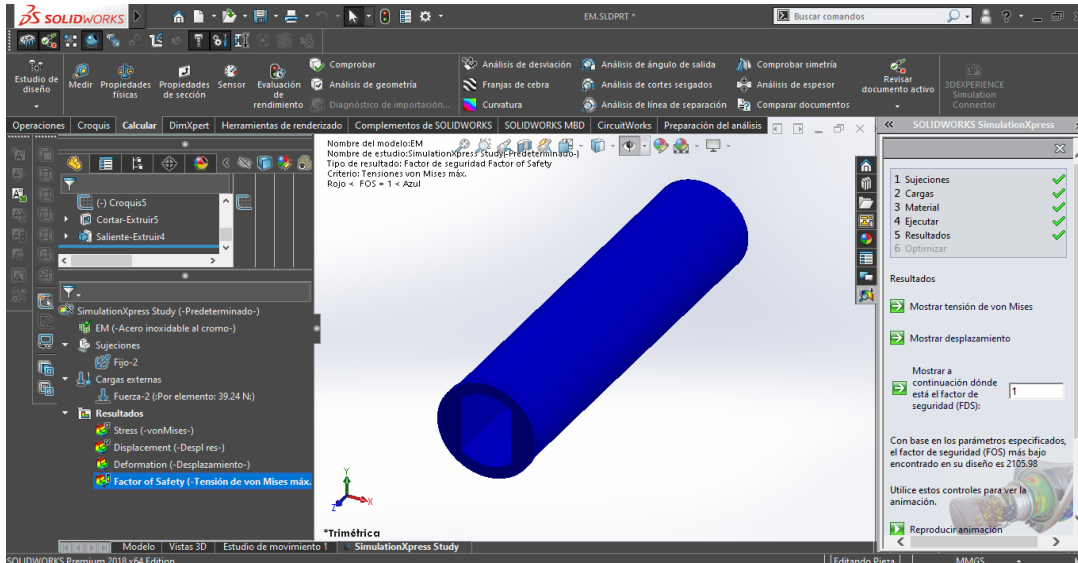 SOLIDWORKS
EM.SLDPRT *
Buscar comandos
Estudio de diseño
Medir
Propiedades físicas
Propiedades de sección
Sensor
Evaluación de rendimiento
Comprobar
Análisis de geometría
Diagnóstico de importación...
Análisis de desviación
Franjas de cebra
Curvatura
Análisis de ángulo de salida
Análisis de cortes sesgados
Análisis de línea de separación
Comprobar simetría
Análisis de espesor
Comparar documentos
Revisar documento activo
3DEXPERIENCE Simulation Connector
Operaciones
Croquis
Calcular
DimXpert
Herramientas de renderizado
Complementos de SOLIDWORKS
SOLIDWORKS MBD
CircuitWorks
Preparación del análisis
SOLIDWORKS SimulationXpress
(-) Croquis5
Cortar-Extruir5
Saliente-Extruir4
SimulationXpress Study (-Predeterminado-)
EM (-Acero inoxidable al cromo-)
Sujeciones
Fijo-2
Cargas externas
Fuerza-2 (:Por elemento: 39.24 N:)
Resultados
Stress (-vonMises-)
Displacement (-Despl res-)
Deformation (-Desplazamiento-)
Factor of Safety (-Tensión de von Mises máx.
Nombre del modelo:EM
Nombre de estudio:SimulationXpress Study(-Predeterminado-)
Tipo de resultado: Factor de seguridad Factor of Safety
Criterio: Tensiones von Mises máx.
Rojo < FOS = 1 < Azul
Y
X
Z
*Trimétrica
1 Sujeciones
2 Cargas
3 Material
4 Ejecutar
5 Resultados
6 Optimizar
Resultados
Mostrar tensión de von Mises
Mostrar desplazamiento
Mostrar a
continuación dónde
está el factor de
seguridad (FDS):
1
Con base en los parámetros especificados,
el factor de seguridad (FOS) más bajo
encontrado en su diseño es 2105.98
Utilice estos controles para ver la
animación.
Reproducir animación
Modelo
Vistas 3D
Estudio de movimiento 1
SimulationXpress Study
SOLIDWORKS Premium 2018 x64 Edition
Editando Pieza
MMGS